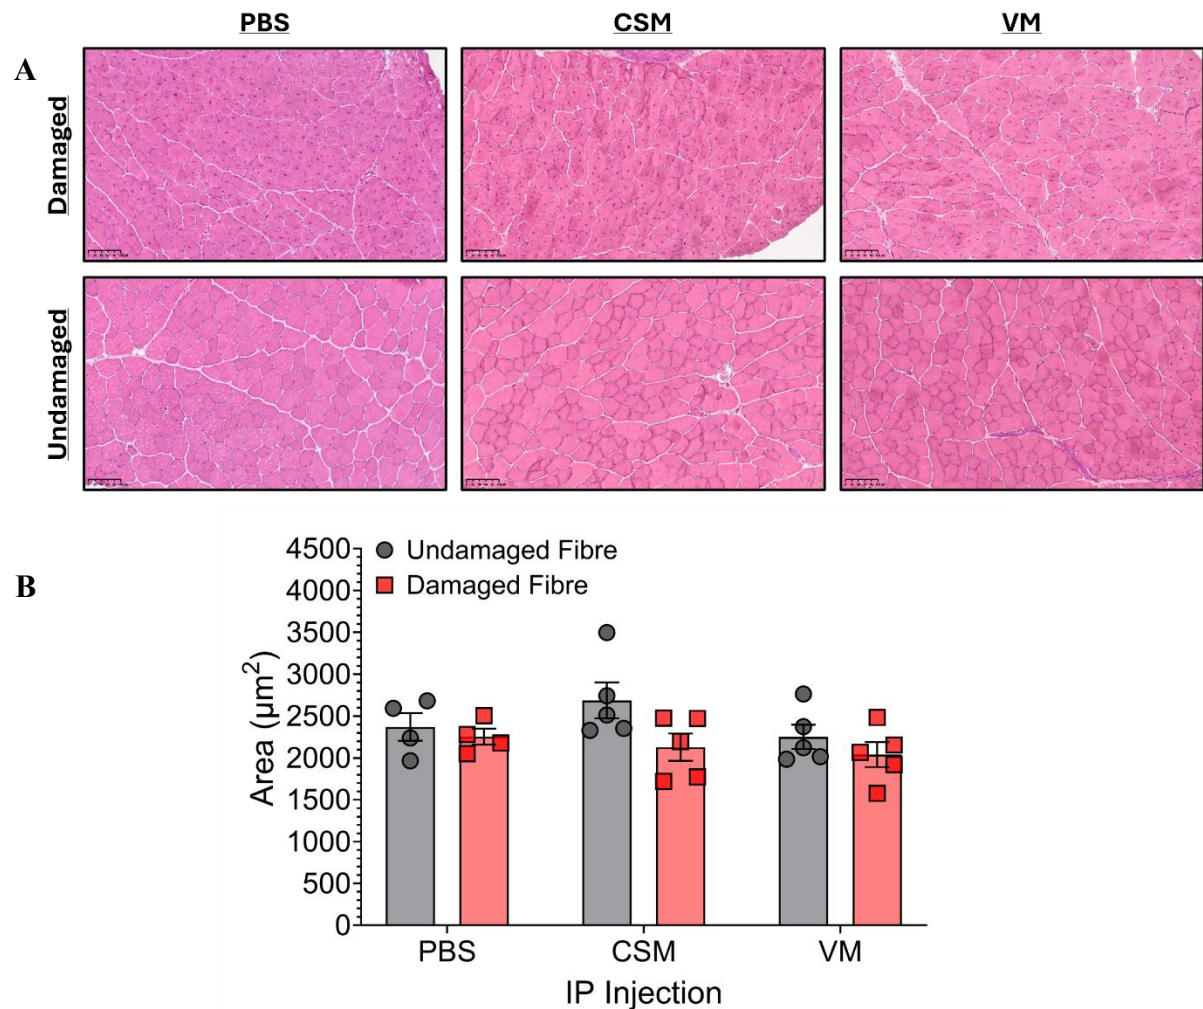 PBS CSM VM
A
Damaged
Undamaged
B
4500
4000
3500
3000
2500
2000
1500
1000
500
0
Area (µm²)
Undamaged Fibre
Damaged Fibre
PBS CSM VM
IP Injection